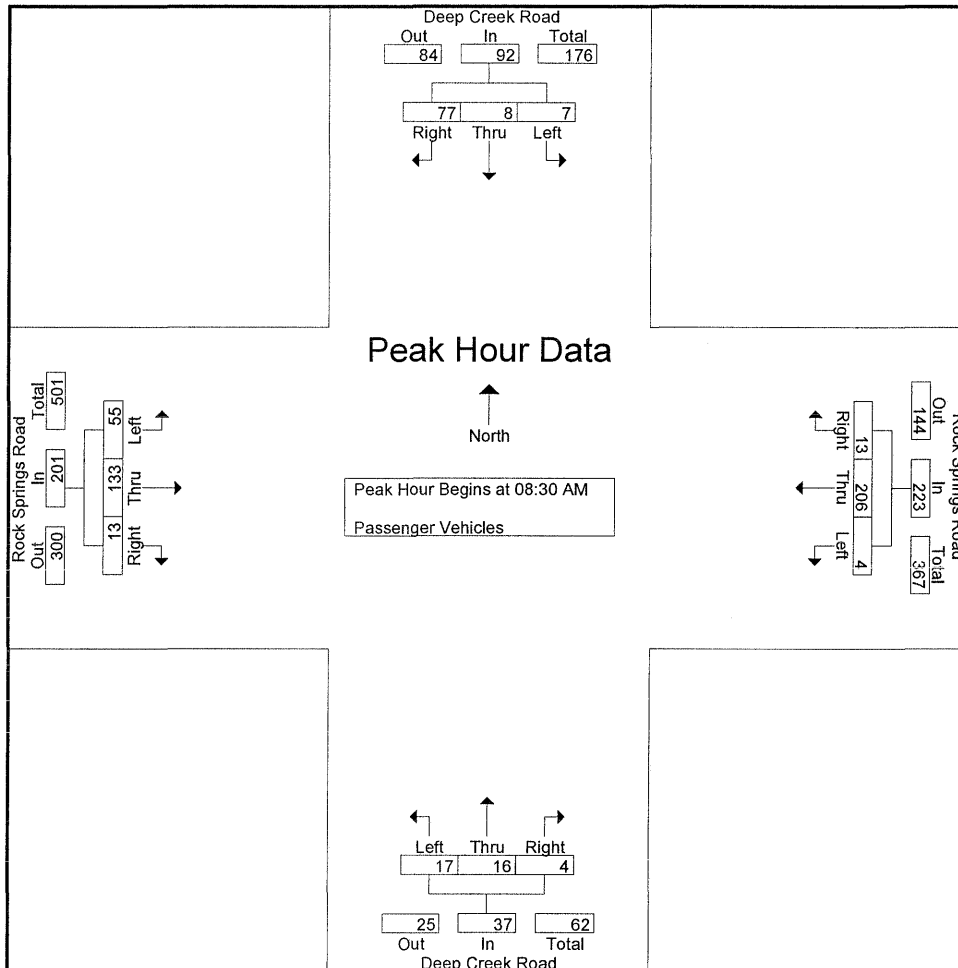 Deep Creek Road
Out In Total
84 92 176
77 8 7
Right Thru Left
Peak Hour Data
North
Peak Hour Begins at 08:30 AM
Passenger Vehicles
Rock Springs Road
Total In Out
501 201 300
55 133 13
Left Thru Right
Rock Springs Road
Out In Total
144 223 367
13 206 4
Right Thru Left
Left Thru Right
17 16 4
25 37 62
Out In Total
Deep Creek Road